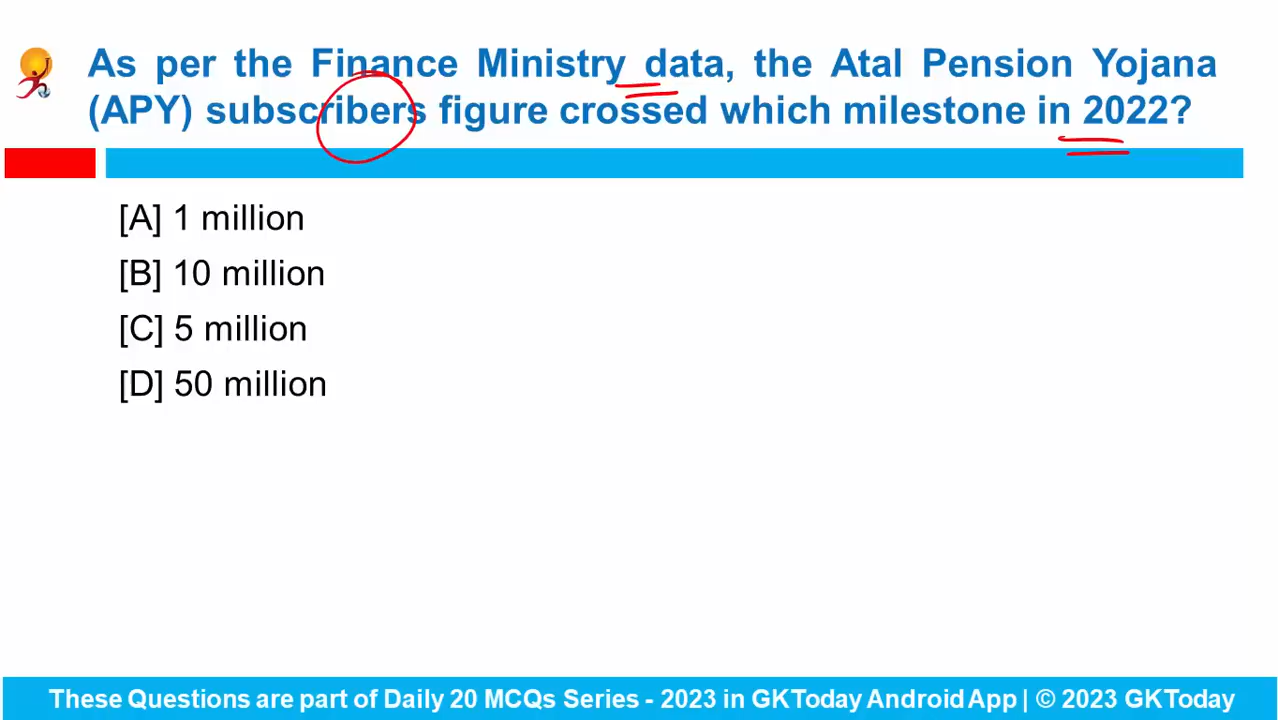 As per the Finance Ministry data, the Atal Pension Yojana
(APY) subscribers figure crossed which milestone in 2022?
[A] 1 million
[B] 10 million
[C] 5 million
[D] 50 million
These Questions are part of Daily 20 MCQs Series - 2023 in GKToday Android App | © 2023 GKToday